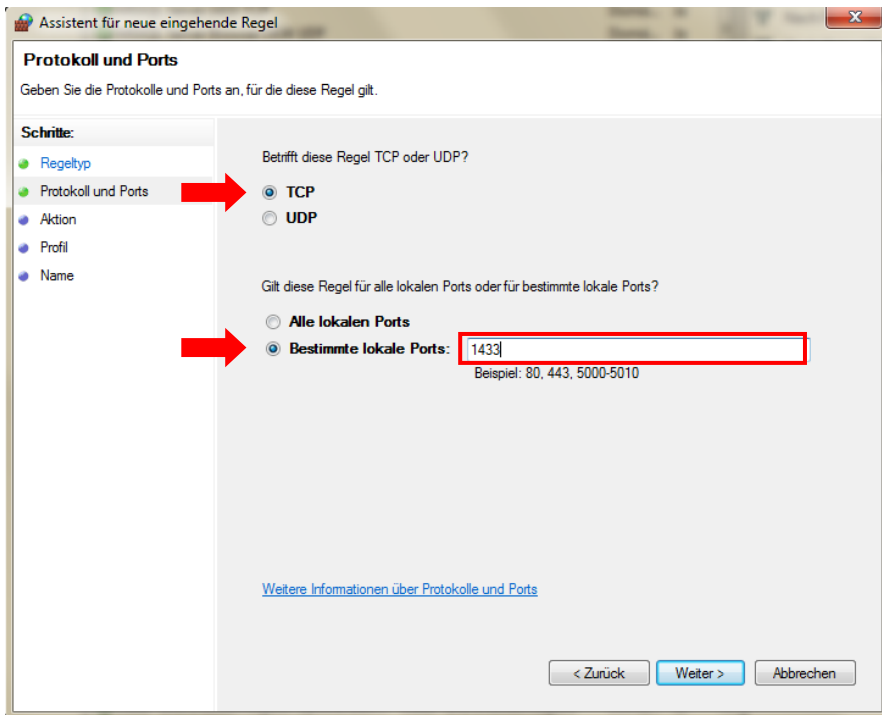 Assistent für neue eingehende Regel
Protokoll und Ports
Geben Sie die Protokolle und Ports an, für die diese Regel gilt.
Schritte:
Regeltyp
Protokoll und Ports
Aktion
Profil
Name
Betrifft diese Regel TCP oder UDP?
TCP
UDP
Gilt diese Regel für alle lokalen Ports oder für bestimmte lokale Ports?
Alle lokalen Ports
Bestimmte lokale Ports: 1433
Beispiel: 80, 443, 5000-5010
Weitere Informationen über Protokolle und Ports
< Zurück Weiter > Abbrechen